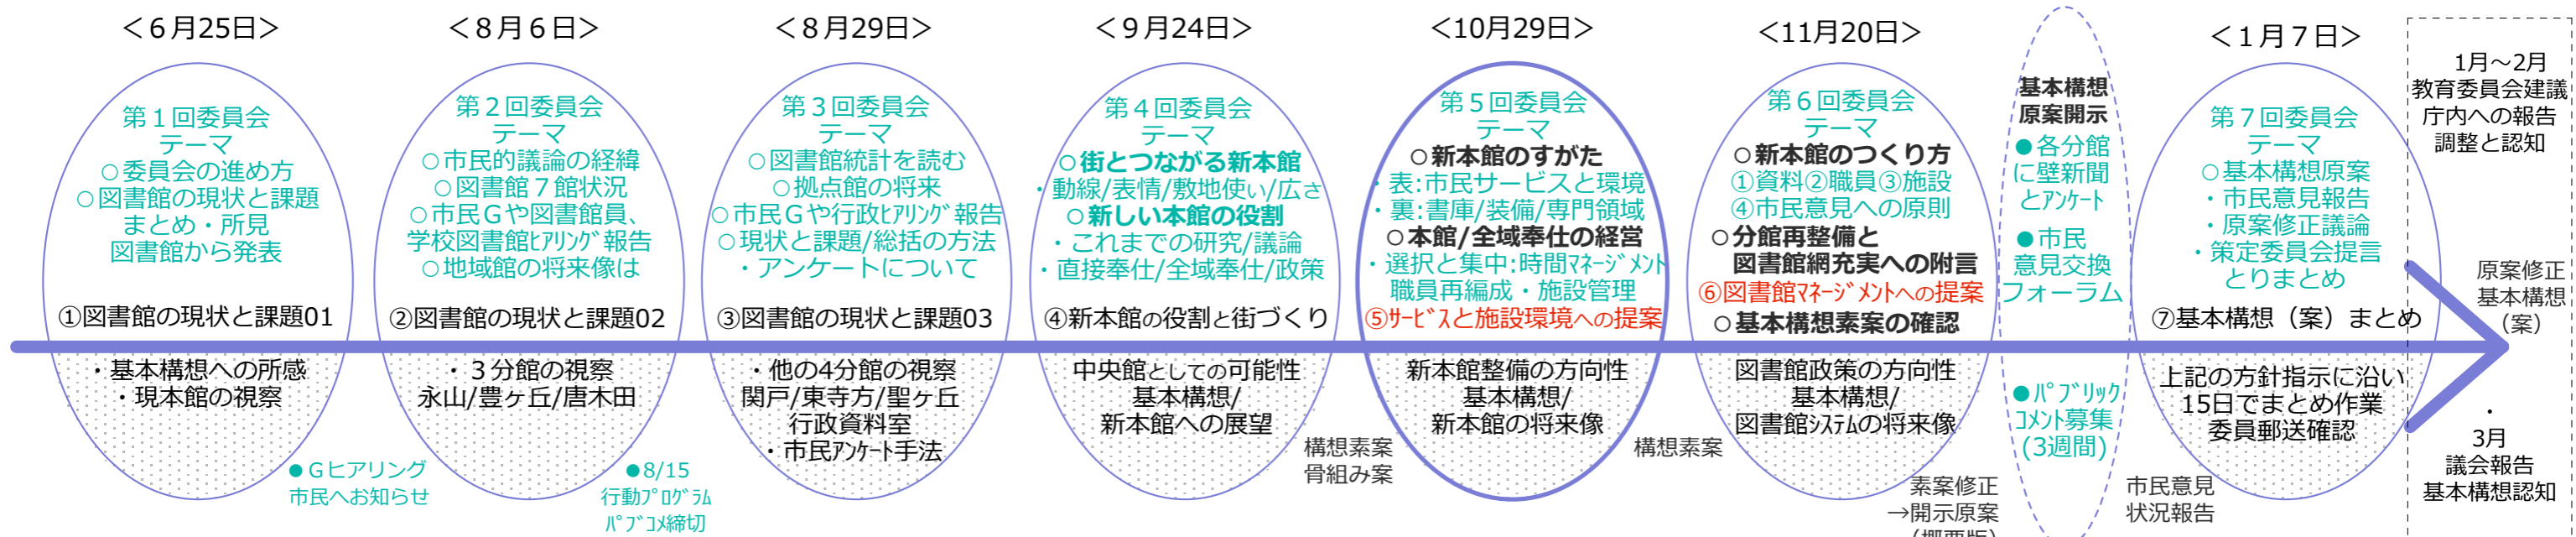 ＜６月25日＞
第１回委員会
テーマ
○委員会の進め方
○図書館の現状と課題
まとめ・所見
図書館から発表
①図書館の現状と課題01
・基本構想への所感
・現本館の視察
●Ｇヒアリング
市民へお知らせ
＜８月６日＞
第２回委員会
テーマ
○市民的議論の経緯
○図書館７館状況
○市民Ｇや図書館員、
学校図書館ﾋｱﾘﾝｸﾞ報告
○地域館の将来像は
②図書館の現状と課題02
・３分館の視察
永山/豊ヶ丘/唐木田
●8/15
行動ﾌﾟﾛｸﾞﾗﾑ
ﾊﾟﾌﾞｺﾒ締切
＜８月29日＞
第３回委員会
テーマ
○図書館統計を読む
○拠点館の将来
○市民Ｇや行政ﾋｱﾘﾝｸﾞ報告
○現状と課題/総括の方法
・アンケートについて
③図書館の現状と課題03
・他の4分館の視察
関戸/東寺方/聖ヶ丘
行政資料室
・市民ｱﾝｹｰﾄ手法
＜９月24日＞
第４回委員会
テーマ
○街とつながる新本館
・動線/表情/敷地使い/広さ
○新しい本館の役割
・これまでの研究/議論
・直接奉仕/全域奉仕/政策
④新本館の役割と街づくり
中央館としての可能性
基本構想/
新本館への展望
構想素案
骨組み案
＜10月29日＞
第５回委員会
テーマ
○新本館のすがた
・表:市民サービスと環境
・裏:書庫/装備/専門領域
○本館/全域奉仕の経営
・選択と集中:時間ﾏﾈｰｼﾞﾒﾝﾄ
職員再編成・施設管理
⑤ｻｰﾋﾞｽと施設環境への提案
新本館整備の方向性
基本構想/
新本館の将来像
構想素案
＜11月20日＞
第６回委員会
テーマ
○新本館のつくり方
①資料②職員③施設
④市民意見への原則
○分館再整備と
図書館網充実への附言
⑥図書館ﾏﾈｰｼﾞﾒﾝﾄへの提案
○基本構想素案の確認
図書館政策の方向性
基本構想/
図書館ｼｽﾃﾑの将来像
素案修正
→開示原案
（概要版）
基本構想
原案開示
●各分館
に壁新聞
とｱﾝｹｰﾄ
●市民
意見交換
フォーラム
●ﾊﾟﾌﾞﾘｯｸ
ｺﾒﾝﾄ募集
(3週間)
市民意見
状況報告
＜１月７日＞
第７回委員会
テーマ
○基本構想原案
・市民意見報告
・原案修正議論
・策定委員会提言
とりまとめ
⑦基本構想（案）まとめ
上記の方針指示に沿い
15日でまとめ作業
委員郵送確認
1月～2月
教育委員会建議
庁内への報告
調整と認知
原案修正
基本構想
（案）
・
3月
議会報告
基本構想認知